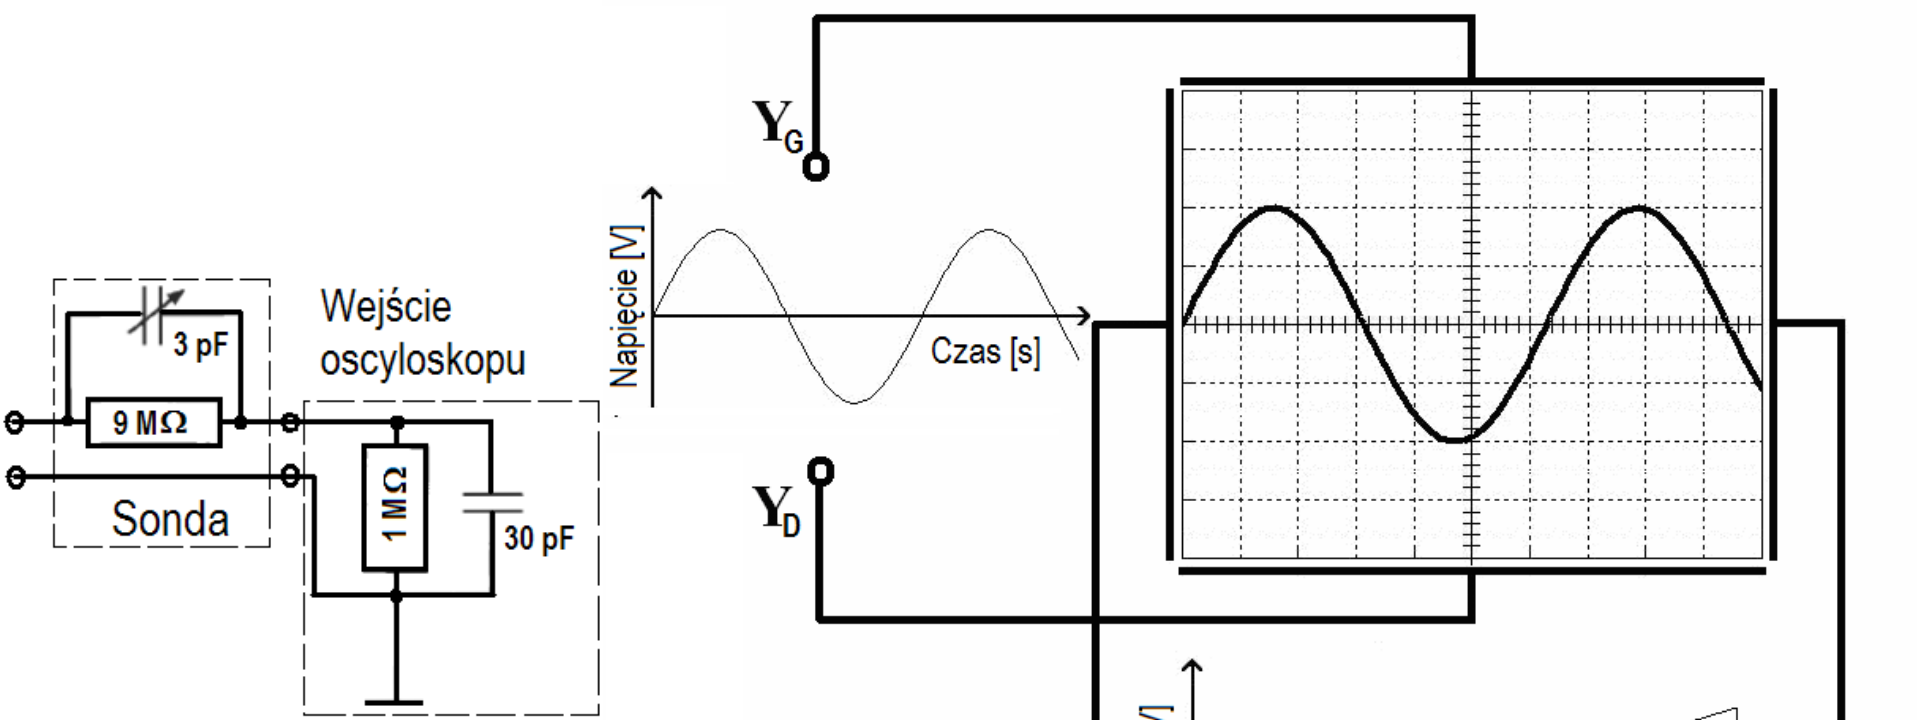 3 pF
9 MΩ
Sonda
Wejście
oscyloskopu
1 MΩ
30 pF
Y_G
Napięcie [V]
Czas [s]
Y_D
V]